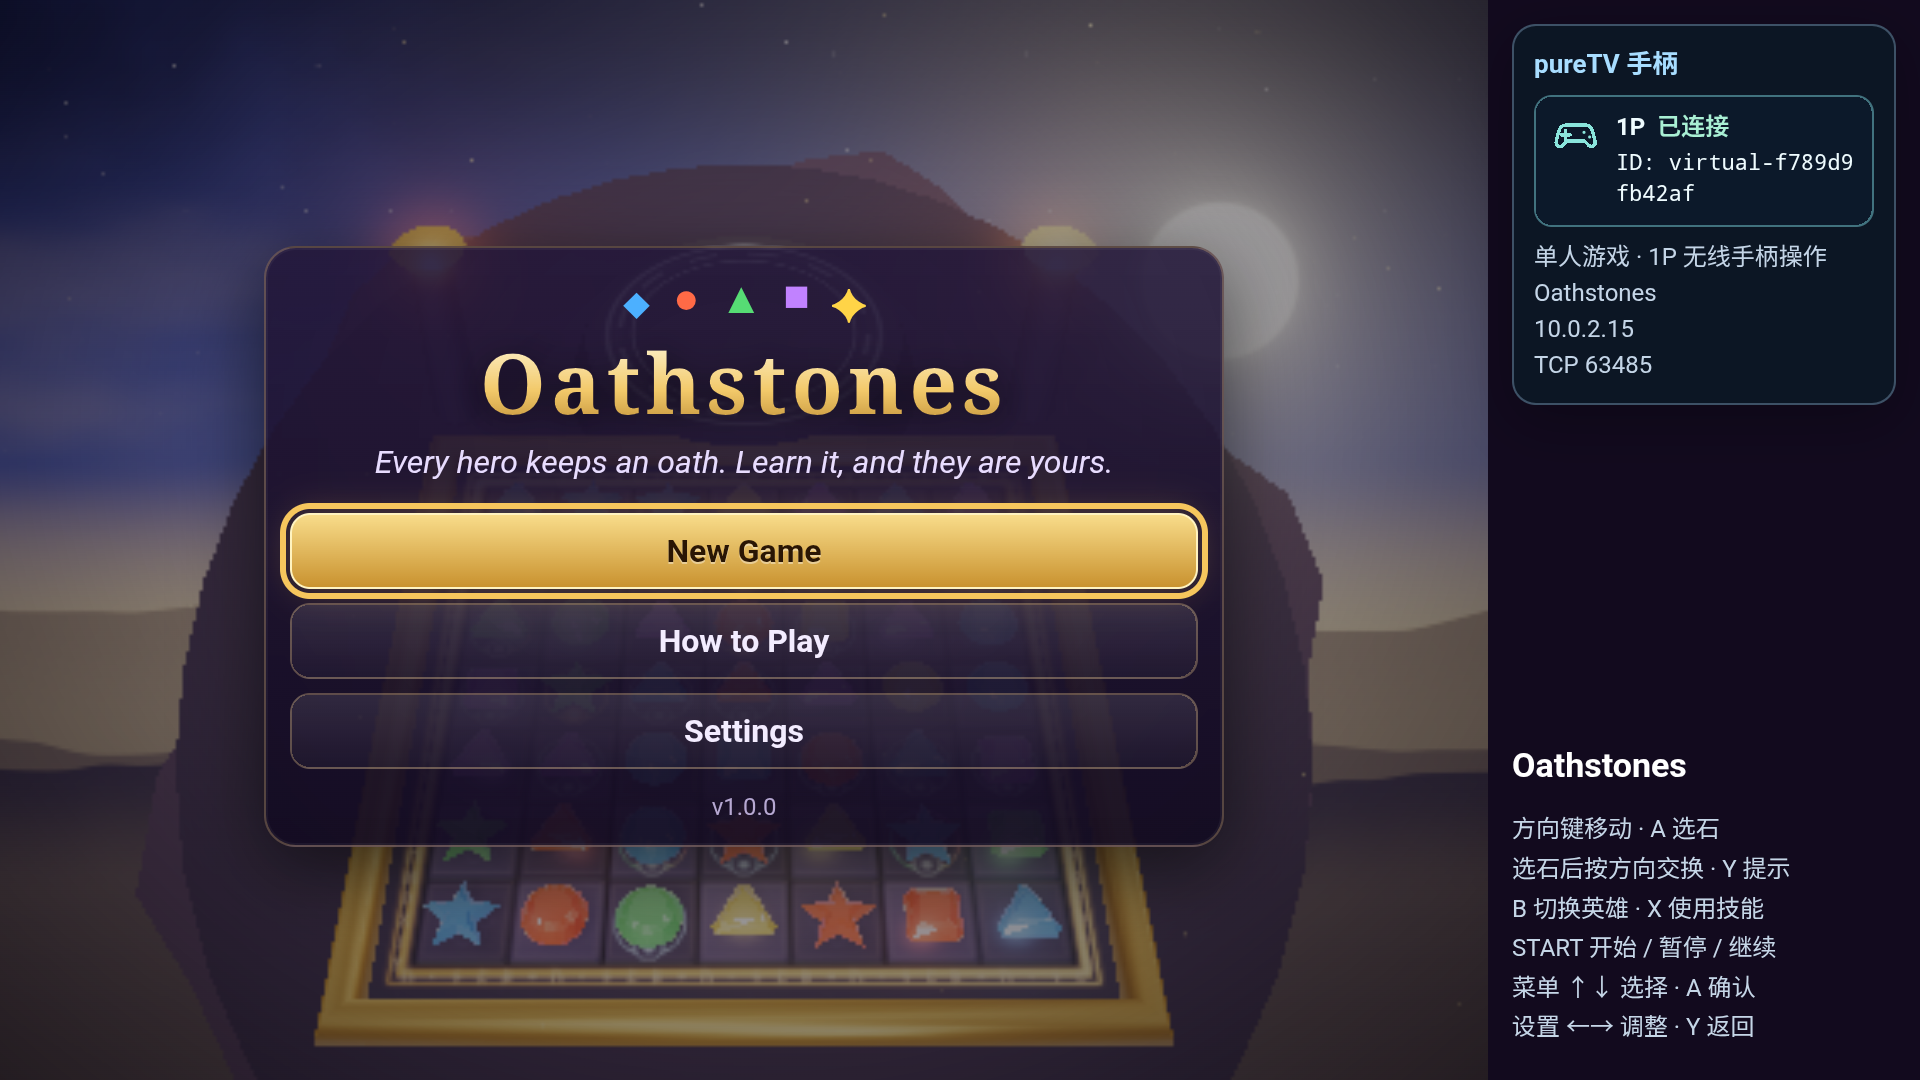 Oathstones
Every hero keeps an oath. Learn it, and they are yours.
New Game
How to Play
Settings
v1.0.0
pureTV 手柄
1P 已连接
ID: virtual-f789d9
fb42af
单人游戏 · 1P 无线手柄操作
Oathstones
10.0.2.15
TCP 63485
Oathstones
方向键移动 · A 选石
选石后按方向交换 · Y 提示
B 切换英雄 · X 使用技能
START 开始 / 暂停 / 继续
菜单 ↑↓ 选择 · A 确认
设置 ←→ 调整 · Y 返回